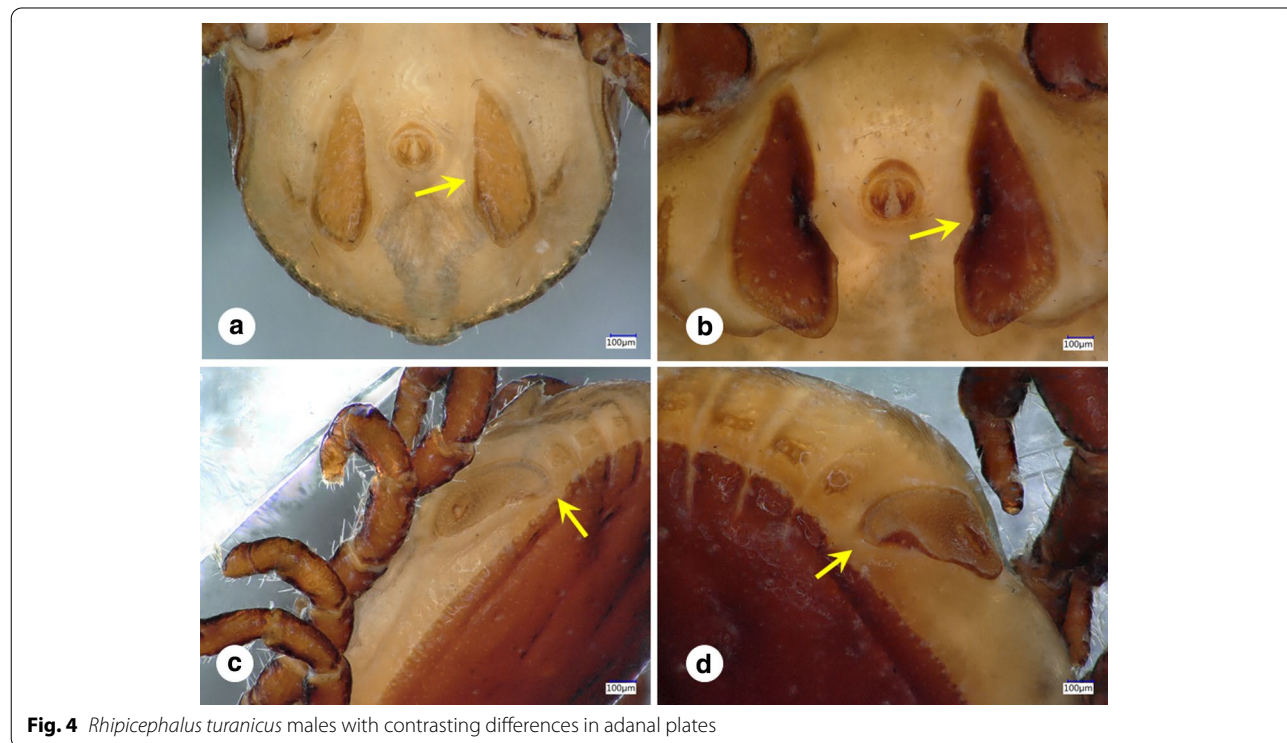 a
100µm
b
100µm
c
100µm
d
100µm
Fig. 4 Rhipicephalus turanicus males with contrasting differences in adanal plates